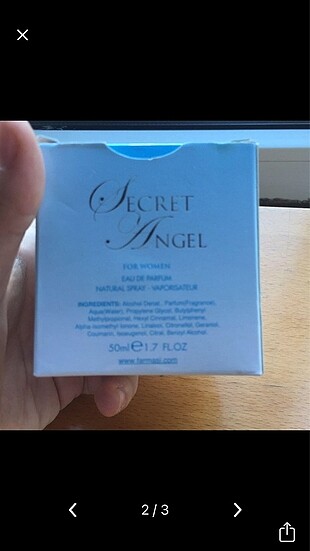 SECRET
ANGEL
FOR WOMEN
EAU DE PARFUM
NATURAL SPRAY - VAPORISATEUR
INGREDIENTS: Alcohol Denat., Parfum(Fragrance),
Aqua(Water), Propylene Glycol, Butylphenyl
Methylpropional, Hexyl Cinnamal, Limonene,
Alpha-isomethyl ionone, Linalool, Citronellol, Geraniol,
Coumarin, Isoeugenol, Citral, Benzyl Alcohol.
50ml e 1.7 FL.OZ
www.farmasi.com
2/3